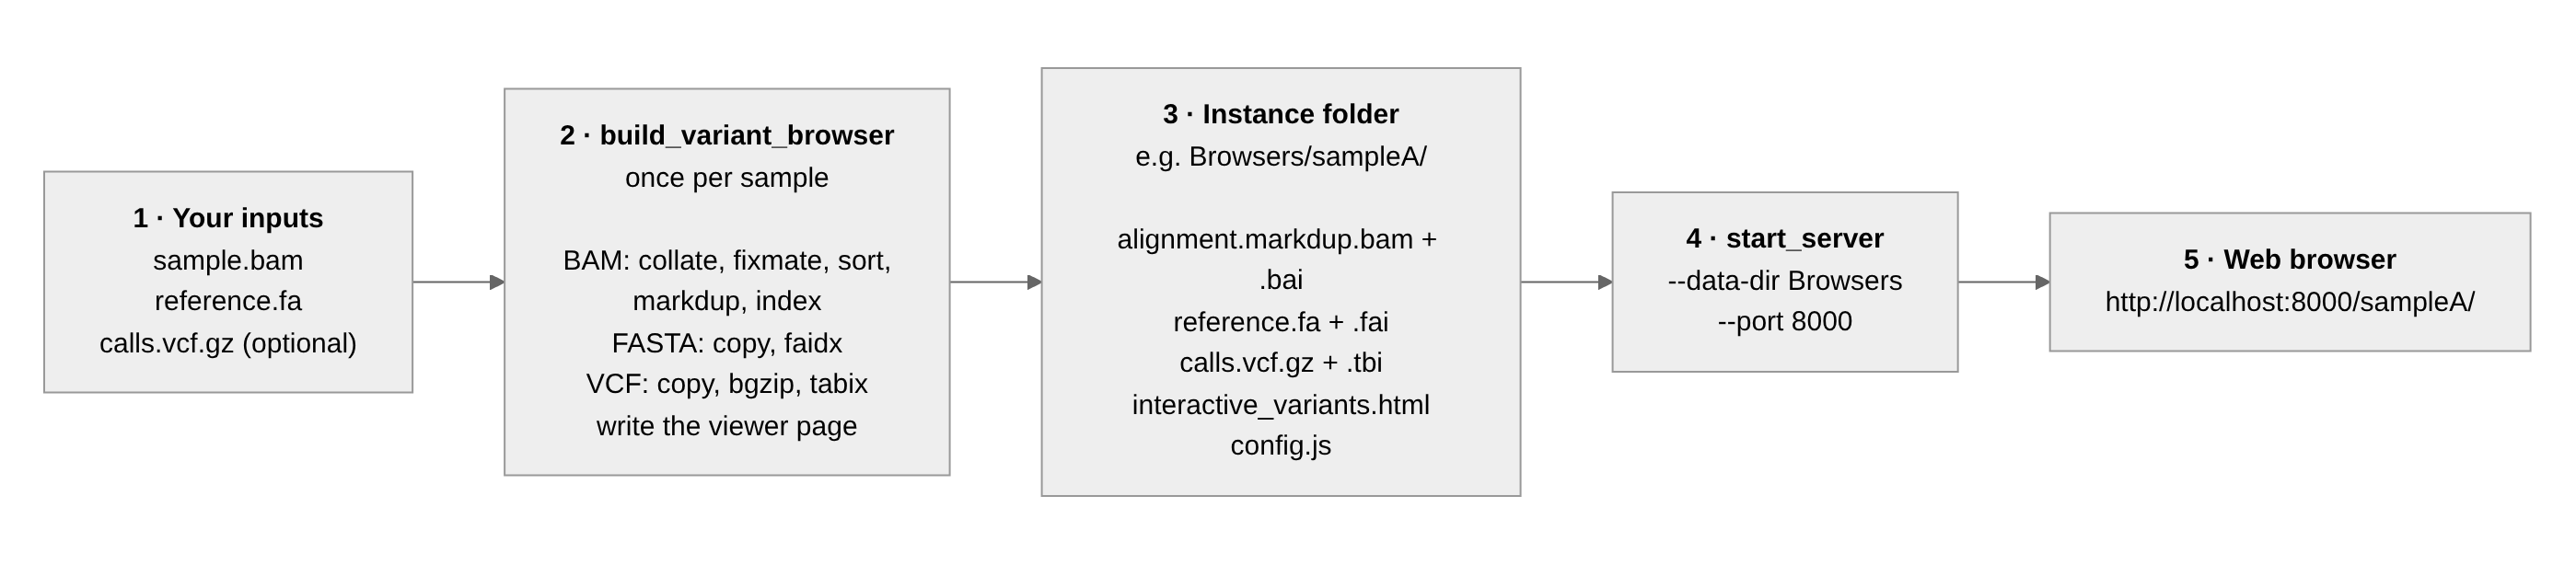 1 · Your inputs
sample.bam
reference.fa
calls.vcf.gz (optional)
2 · build_variant_browser
once per sample
BAM: collate, fixmate, sort,
markdup, index
FASTA: copy, faidx
VCF: copy, bgzip, tabix
write the viewer page
3 · Instance folder
e.g. Browsers/sampleA/
alignment.markdup.bam +
.bai
reference.fa + .fai
calls.vcf.gz + .tbi
interactive_variants.html
config.js
4 · start_server
--data-dir Browsers
--port 8000
5 · Web browser
http://localhost:8000/sampleA/